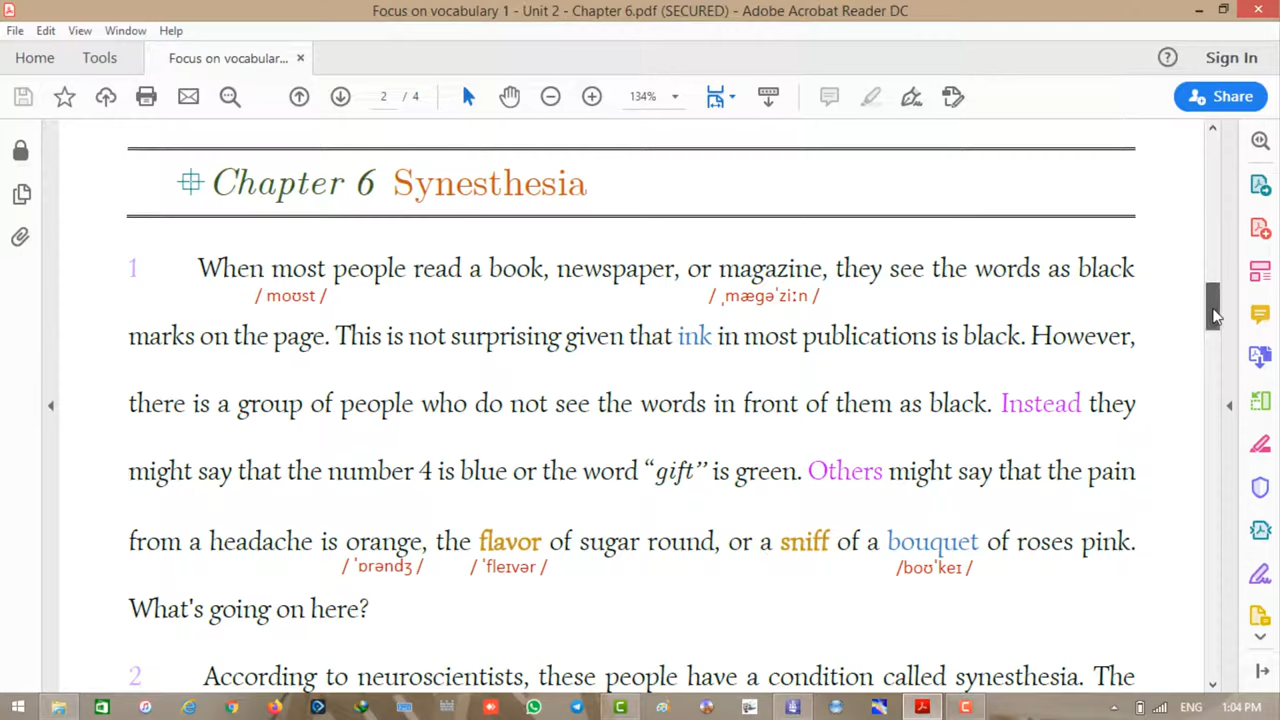 Focus on vocabulary 1 - Unit 2 - Chapter 6.pdf (SECURED) - Adobe Acrobat Reader DC
File Edit View Window Help
Home Tools Focus on vocabular... × Sign In
2 / 4 134% Share
Chapter 6 Synesthesia
1 When most people read a book, newspaper, or magazine, they see the words as black
/ moʊst / / ˌmæɡəˈziːn /
marks on the page. This is not surprising given that ink in most publications is black. However,
there is a group of people who do not see the words in front of them as black. Instead they
might say that the number 4 is blue or the word “gift” is green. Others might say that the pain
from a headache is orange, the flavor of sugar round, or a sniff of a bouquet of roses pink.
/ ˈɒrəndʒ / / ˈfleɪvər / /boʊˈkeɪ /
What's going on here?
2 According to neuroscientists, these people have a condition called synesthesia. The
ENG 1:04 PM